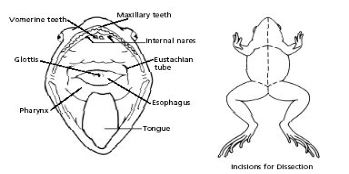 Maxillary teeth
Vomerine teeth
Internal nares
Glottis
Eustachian
tube
Pharynx
Esophagus
Tongue
Incisions for Dissection